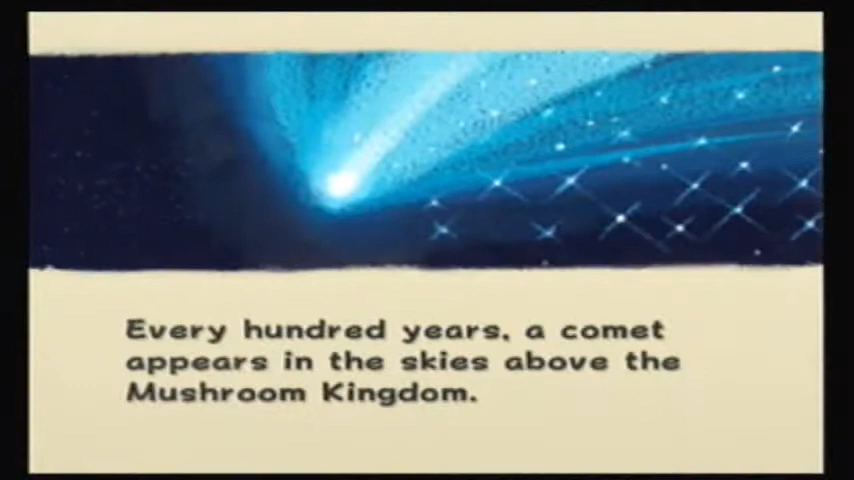 Every hundred years, a comet
appears in the skies above the
Mushroom Kingdom.